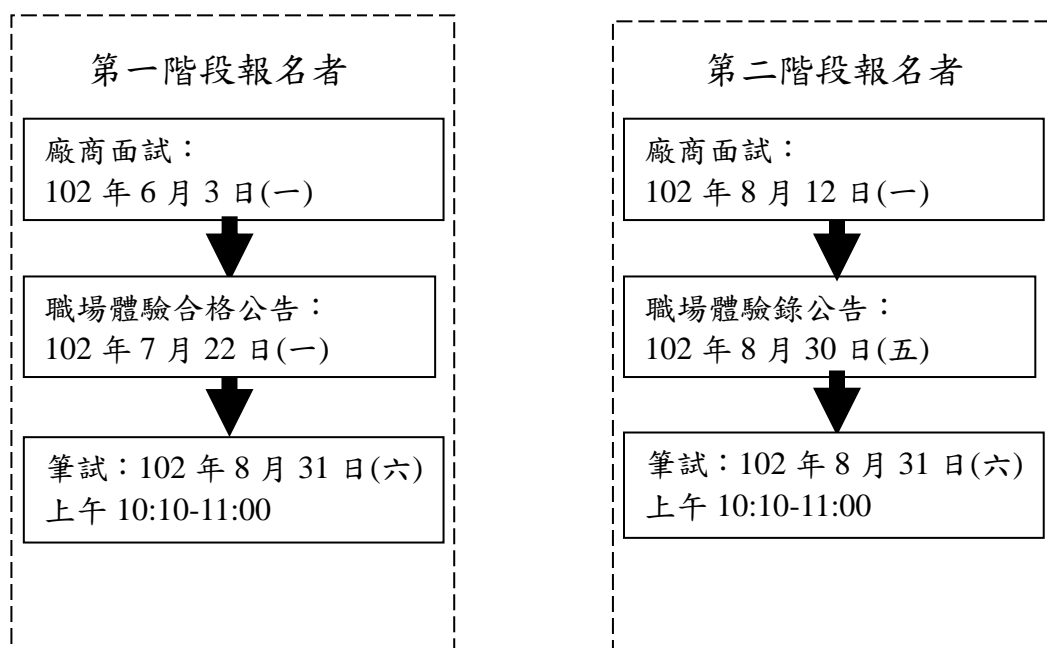 第一階段報名者
廠商面試：
102 年 6 月 3 日(一)
職場體驗合格公告：
102 年 7 月 22 日(一)
筆試：102 年 8 月 31 日(六)
上午 10:10-11:00
第二階段報名者
廠商面試：
102 年 8 月 12 日(一)
職場體驗錄公告：
102 年 8 月 30 日(五)
筆試：102 年 8 月 31 日(六)
上午 10:10-11:00